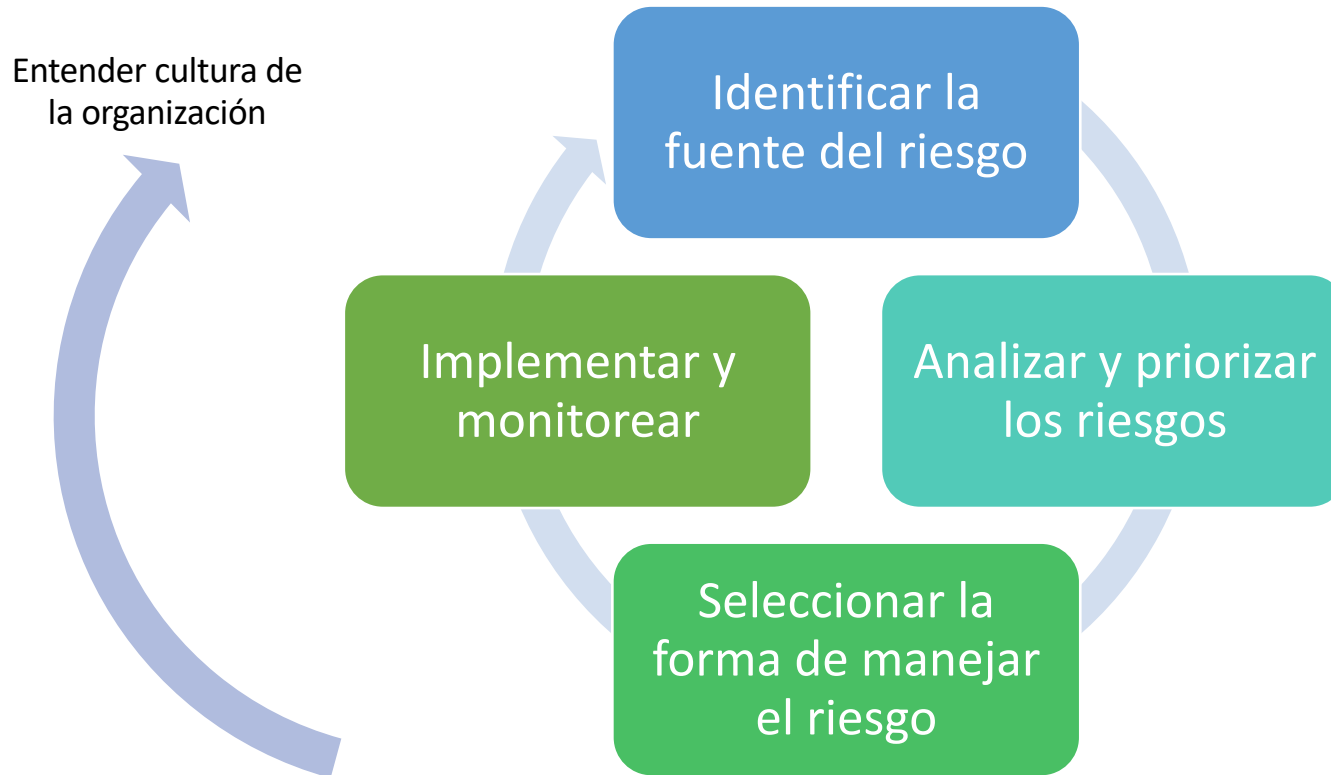 Entender cultura de
la organización
Identificar la
fuente del riesgo
Analizar y priorizar
los riesgos
Seleccionar la
forma de manejar
el riesgo
Implementar y
monitorear